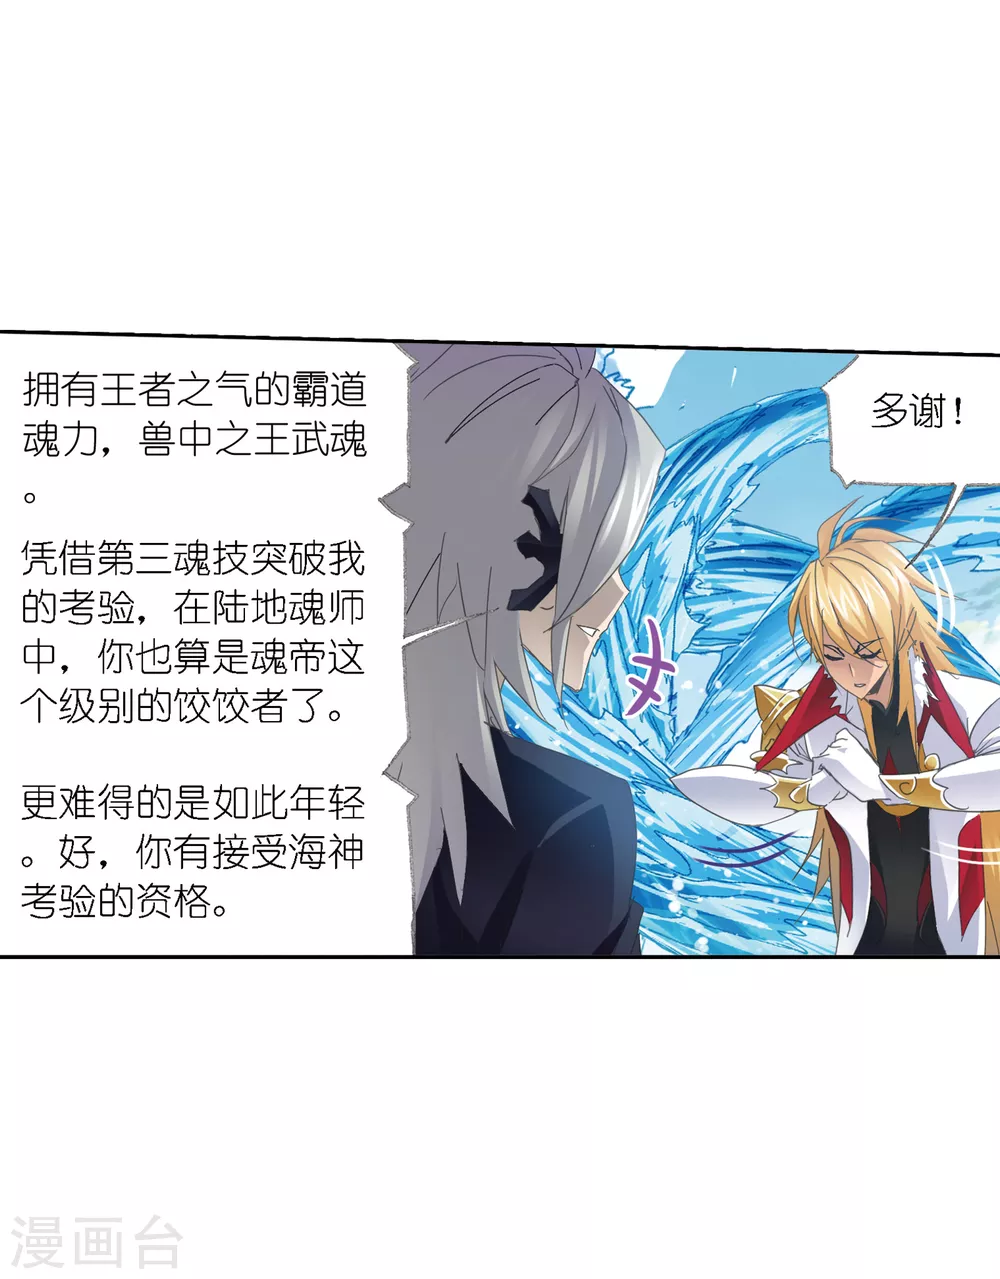 拥有王者之气的霸道
魂力，兽中之王武魂
。
凭借第三魂技突破我
的考验，在陆地魂师
中，你也算是魂帝这
个级别的饺饺者了。
更难得的是如此年轻
。好，你有接受海神
考验的资格。
多谢！
漫画台